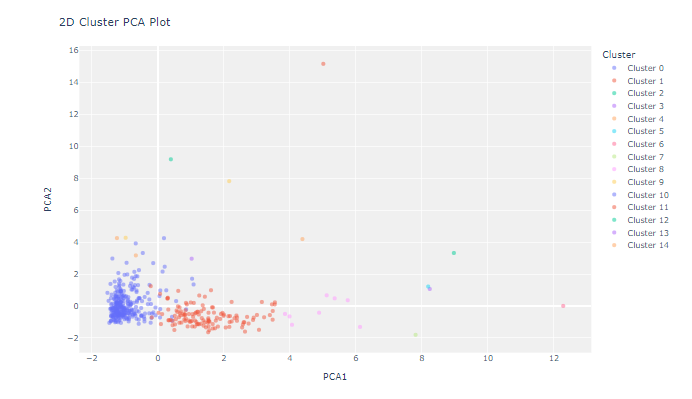 2D Cluster PCA Plot
16
14
12
10
8
6
4
2
0
−2
PCA2
−2
0
2
4
6
8
10
12
PCA1
Cluster
Cluster 0
Cluster 1
Cluster 2
Cluster 3
Cluster 4
Cluster 5
Cluster 6
Cluster 7
Cluster 8
Cluster 9
Cluster 10
Cluster 11
Cluster 12
Cluster 13
Cluster 14